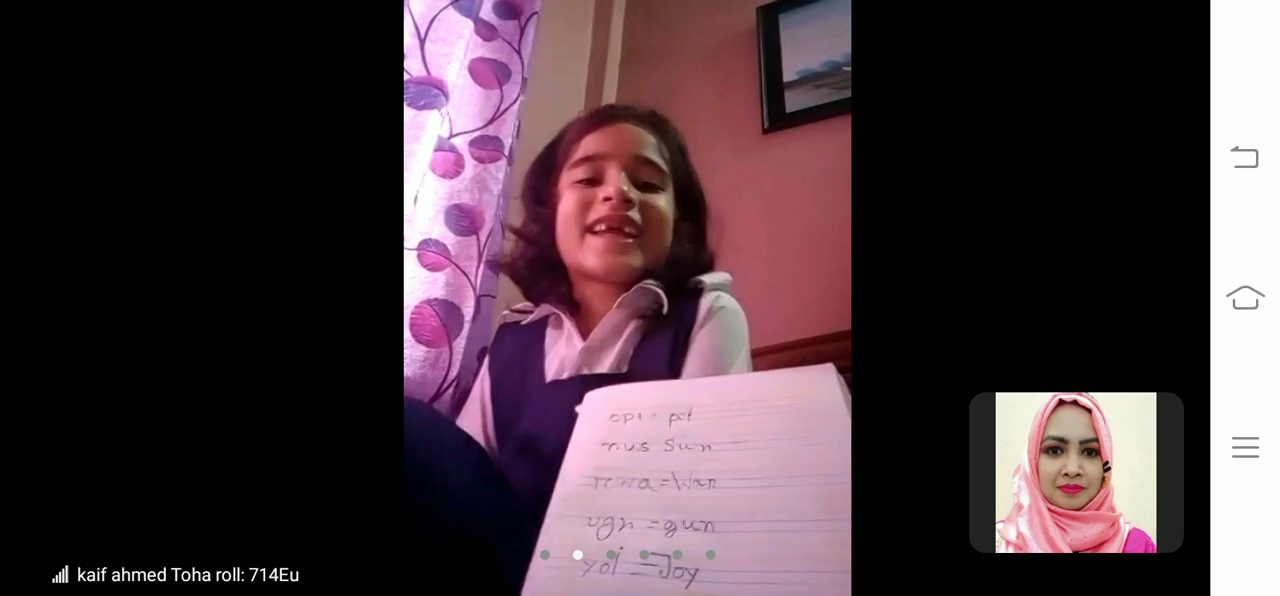 opt = pot
nus Sun
rwa = War
ugn = gun
yoj = Joy
kaif ahmed Toha roll: 714Eu